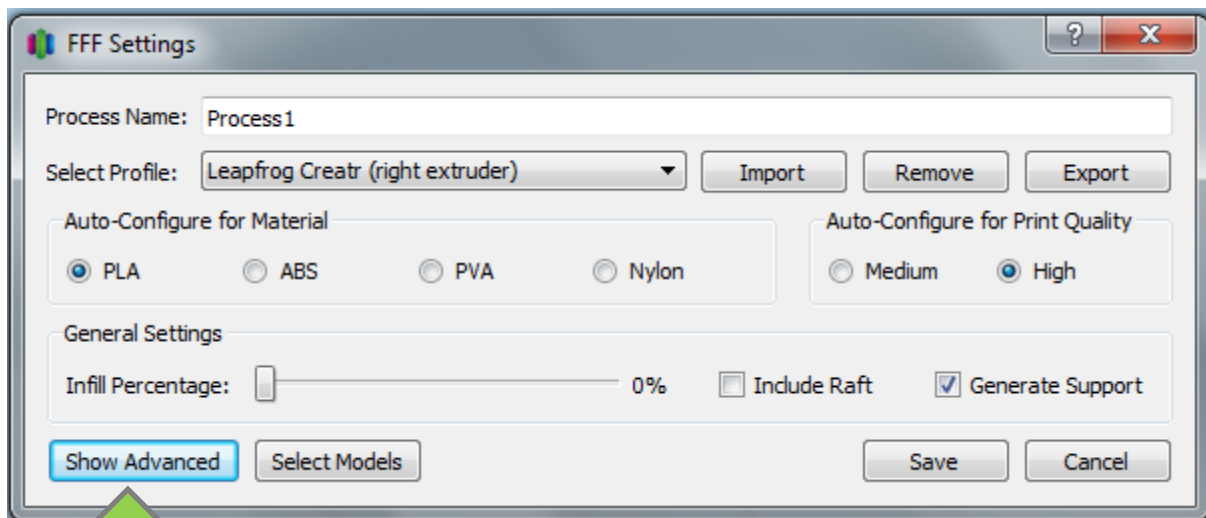 FFF Settings
Process Name: Process1
Select Profile: Leapfrog Creatr (right extruder) Import Remove Export
Auto-Configure for Material Auto-Configure for Print Quality
PLA ABS PVA Nylon Medium High
General Settings
Infill Percentage: 0% Include Raft Generate Support
Show Advanced Select Models Save Cancel